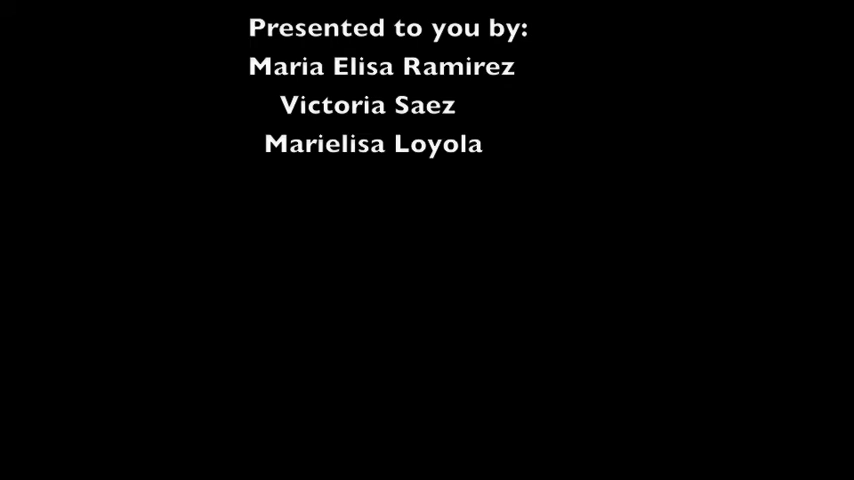 Presented to you by:
Maria Elisa Ramirez
Victoria Saez
Marielisa Loyola